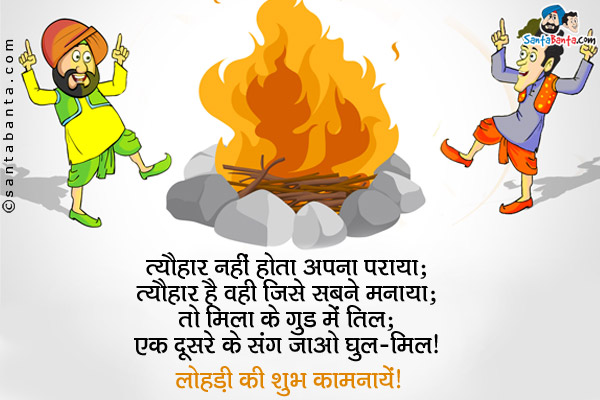 SantaBanta.com
©santabanta.com
त्यौहार नहीं होता अपना पराया;
त्यौहार है वही जिसे सबने मनाया;
तो मिला के गुड में तिल;
एक दूसरे के संग जाओ घुल-मिल!
लोहड़ी की शुभ कामनायें!